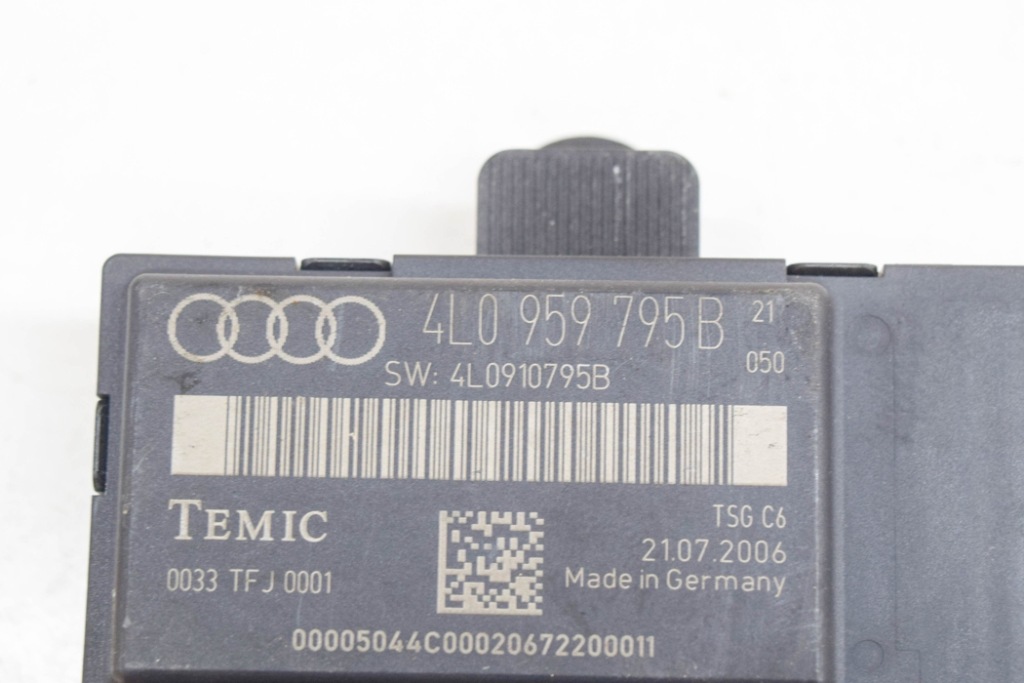 4L0 959 795 B 21
050
SW: 4L0910795B
TEMIC
TSG C6
21.07.2006
0033 TFJ 0001
Made in Germany
00005044C00020672200011